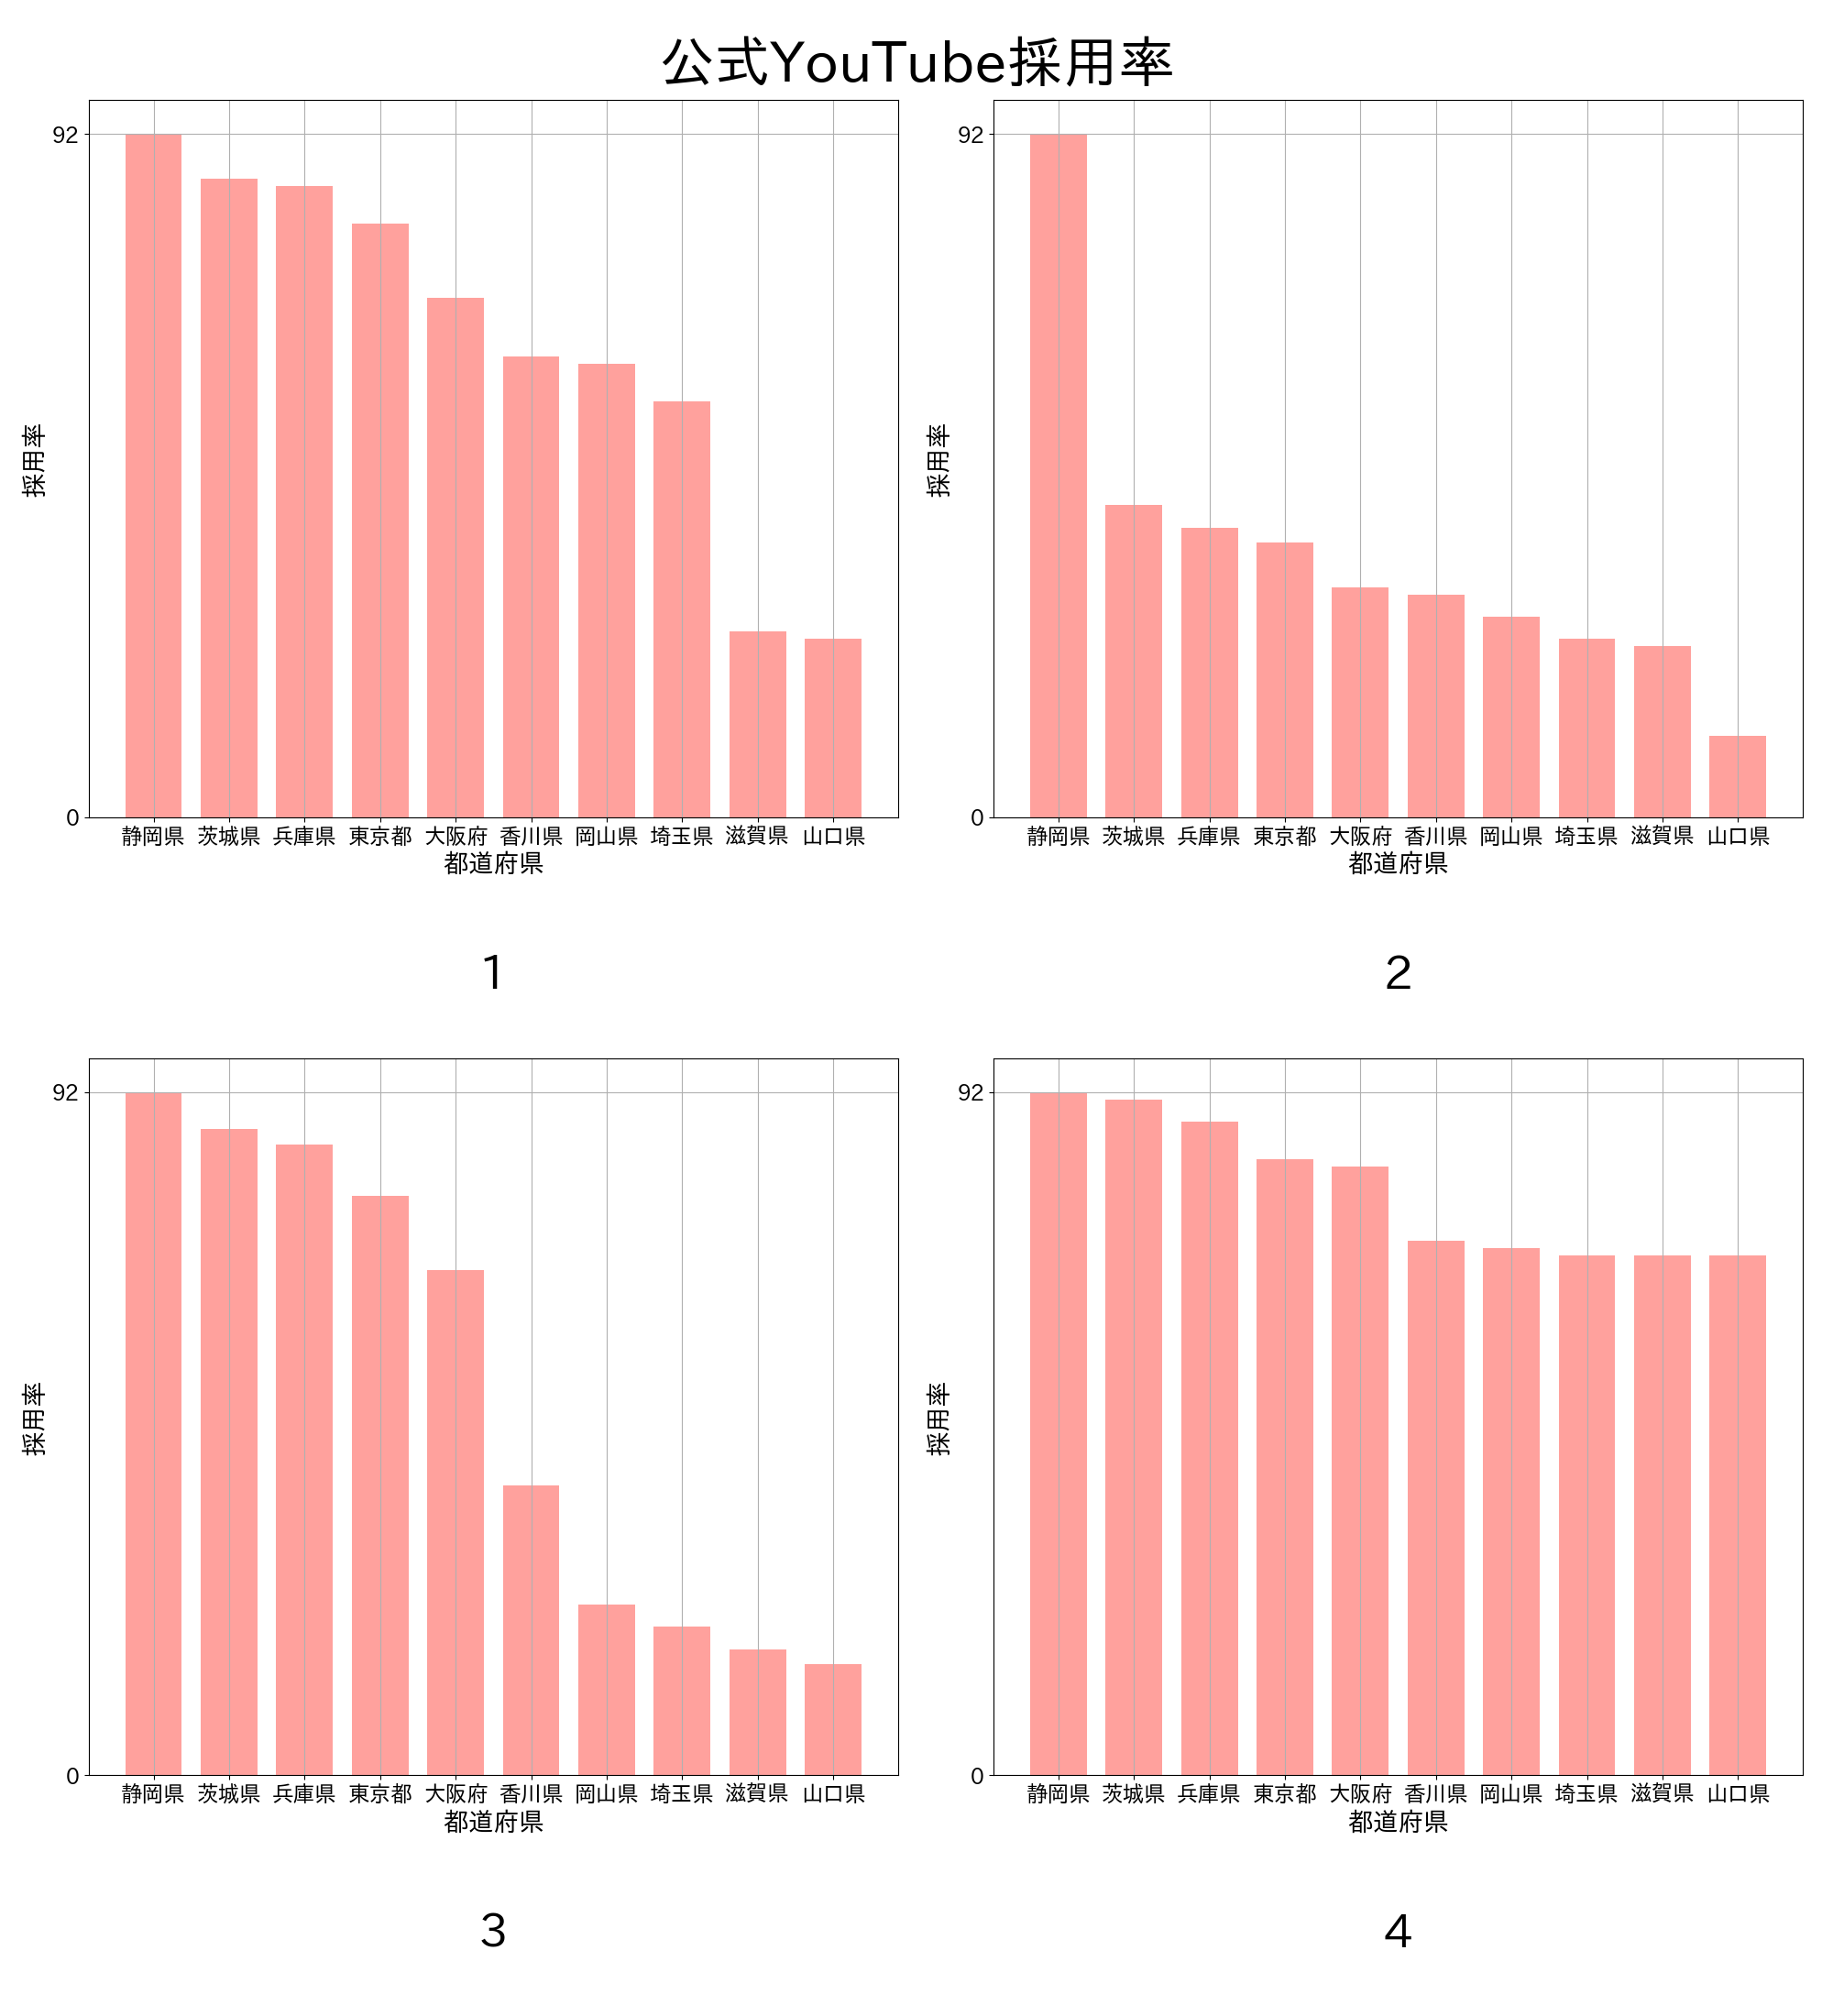 公式YouTube採用率
92
採用率
0
静岡県 茨城県 兵庫県 東京都 大阪府 香川県 岡山県 埼玉県 滋賀県 山口県
都道府県
1
92
採用率
0
静岡県 茨城県 兵庫県 東京都 大阪府 香川県 岡山県 埼玉県 滋賀県 山口県
都道府県
2
92
採用率
0
静岡県 茨城県 兵庫県 東京都 大阪府 香川県 岡山県 埼玉県 滋賀県 山口県
都道府県
3
92
採用率
0
静岡県 茨城県 兵庫県 東京都 大阪府 香川県 岡山県 埼玉県 滋賀県 山口県
都道府県
4